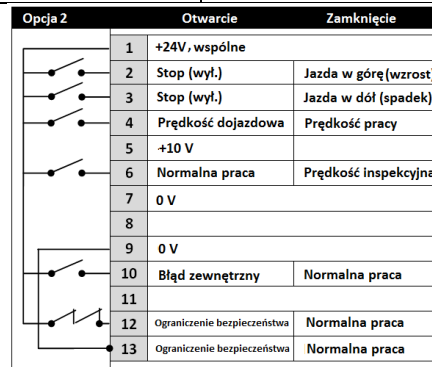 Opcja 2 Otwarcie Zamknięcie
1 +24V, wspólne
2 Stop (wył.) Jazda w górę (wzrost)
3 Stop (wył.) Jazda w dół (spadek)
4 Prędkość dojazdowa Prędkość pracy
5 +10 V
6 Normalna praca Prędkość inspekcyjna
7 0 V
8
9 0 V
10 Błąd zewnętrzny Normalna praca
11
12 Ograniczenie bezpieczeństwa Normalna praca
13 Ograniczenie bezpieczeństwa Normalna praca